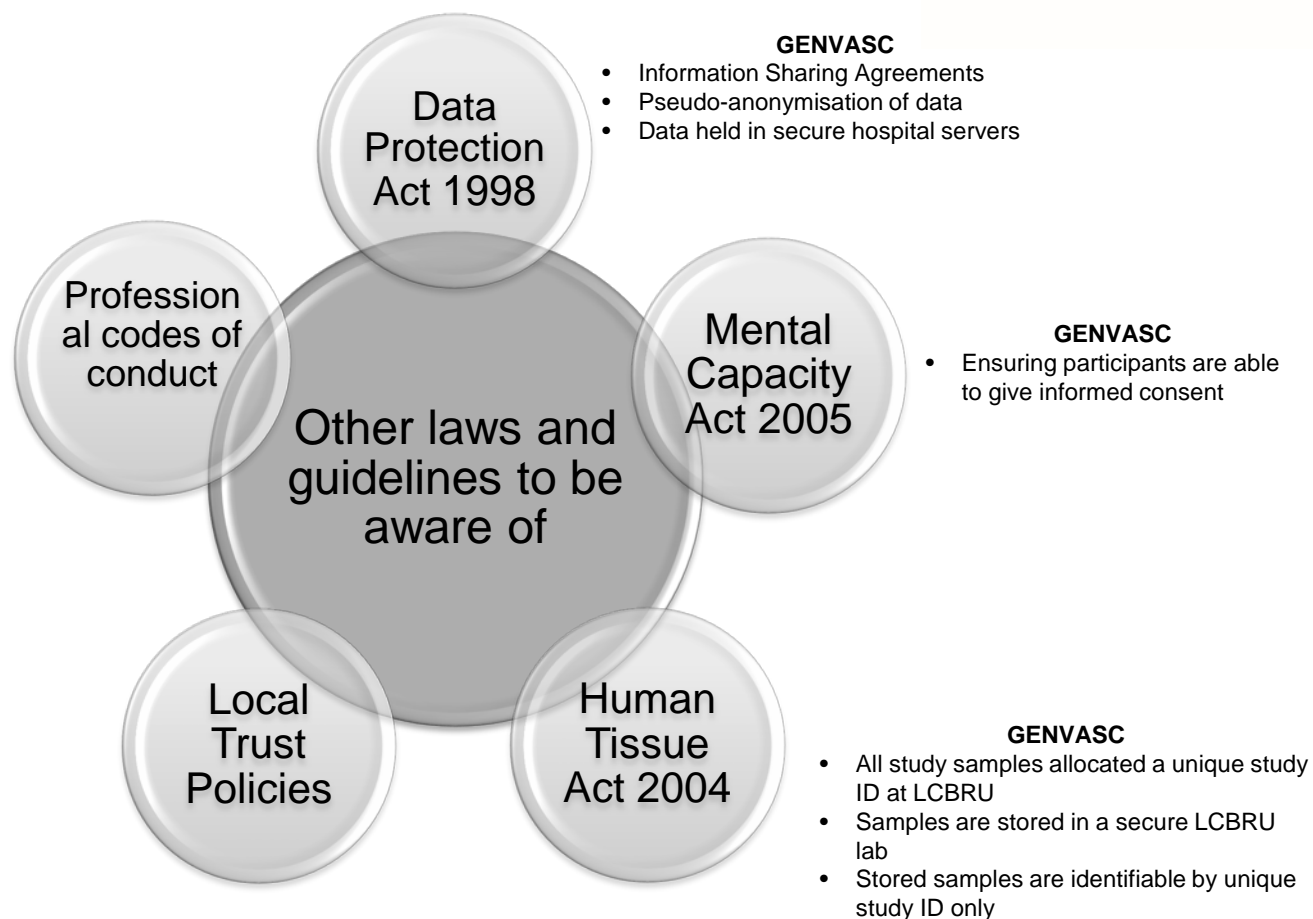 GENVASC
• Information Sharing Agreements
• Pseudo-anonymisation of data
• Data held in secure hospital servers
Data
Protection
Act 1998
Profession
al codes of
conduct
Mental
Capacity
Act 2005
GENVASC
• Ensuring participants are able
to give informed consent
Other laws and
guidelines to be
aware of
Local
Trust
Policies
Human
Tissue
Act 2004
GENVASC
• All study samples allocated a unique study
ID at LCBRU
• Samples are stored in a secure LCBRU
lab
• Stored samples are identifiable by unique
study ID only